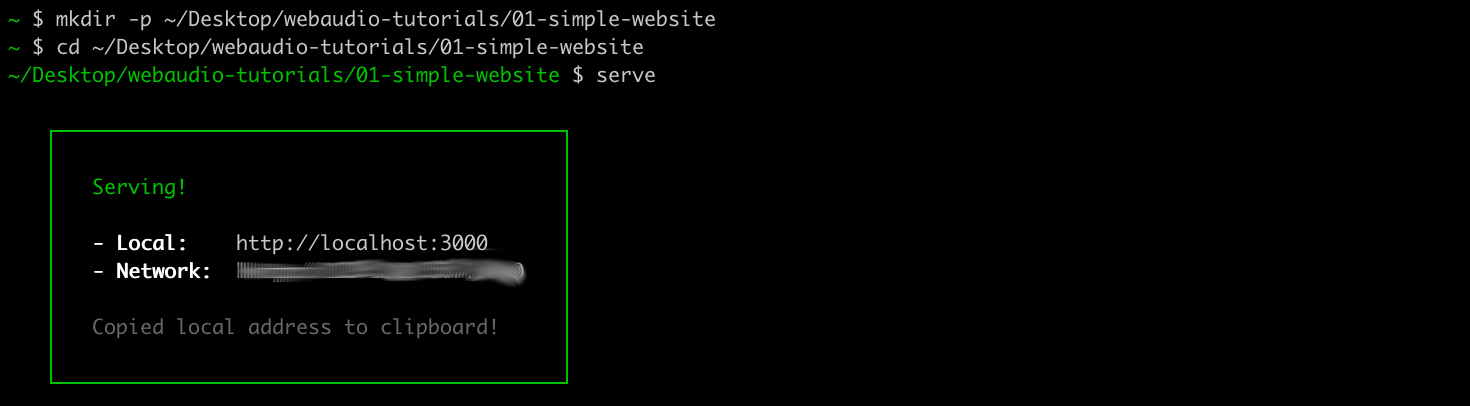 ~ $ mkdir -p ~/Desktop/webaudio-tutorials/01-simple-website
~ $ cd ~/Desktop/webaudio-tutorials/01-simple-website
~/Desktop/webaudio-tutorials/01-simple-website $ serve
Serving!
- Local: http://localhost:3000
- Network:
Copied local address to clipboard!